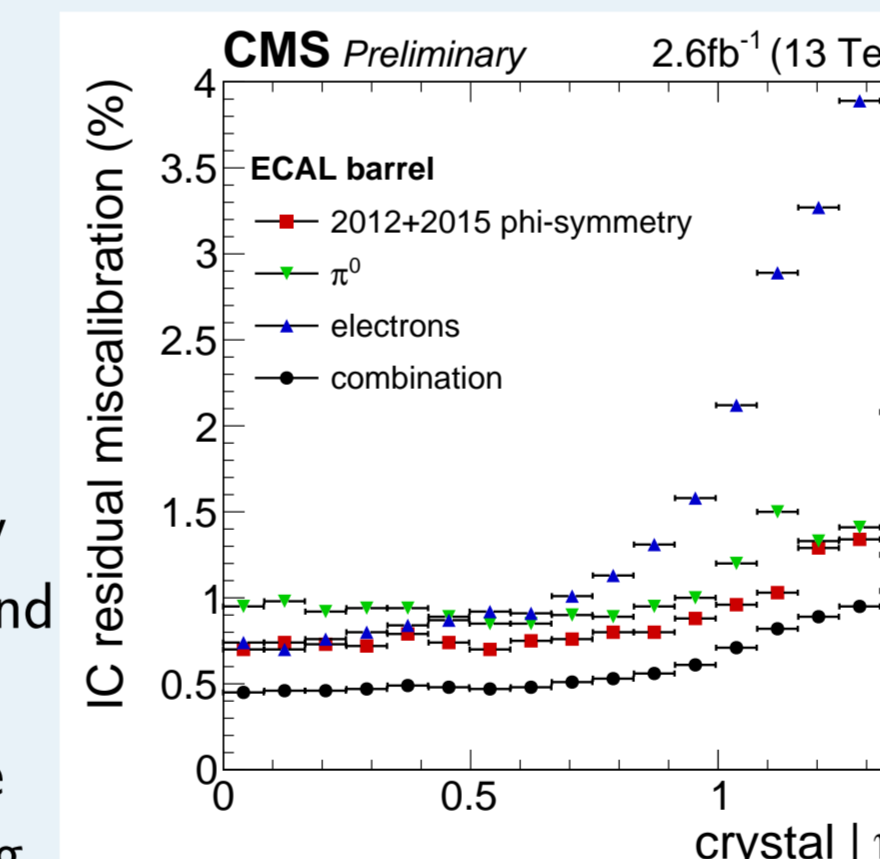 CMS Preliminary 2.6fb⁻¹ (13 Te
IC residual miscalibration (%)
4
3.5
3
2.5
2
1.5
1
0.5
0
ECAL barrel
2012+2015 phi-symmetry
π⁰
electrons
combination
0 0.5 1
crystal |
nd